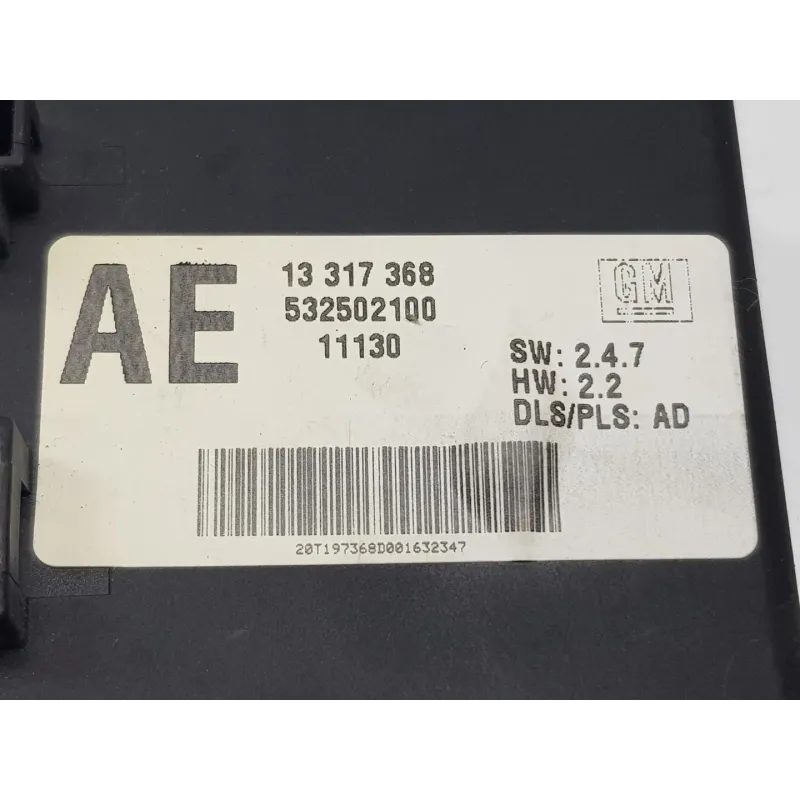 AE
13 317 368
532502100
11130
GM
SW: 2.4.7
HW: 2.2
DLS/PLS: AD
20T197368D001632347